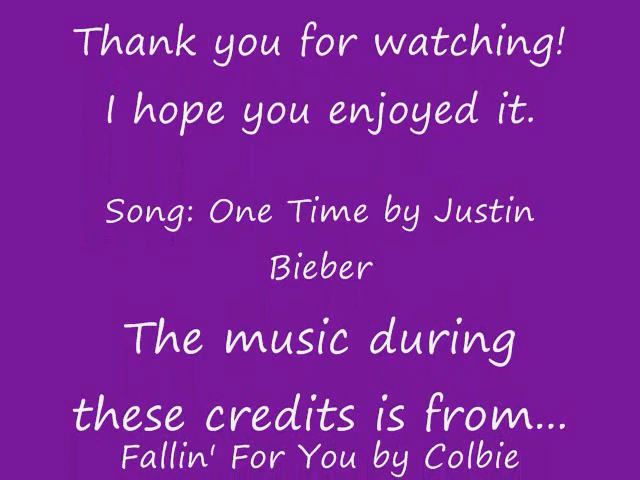 Thank you for watching!
I hope you enjoyed it.
Song: One Time by Justin
Bieber
The music during
these credits is from...
Fallin' For You by Colbie